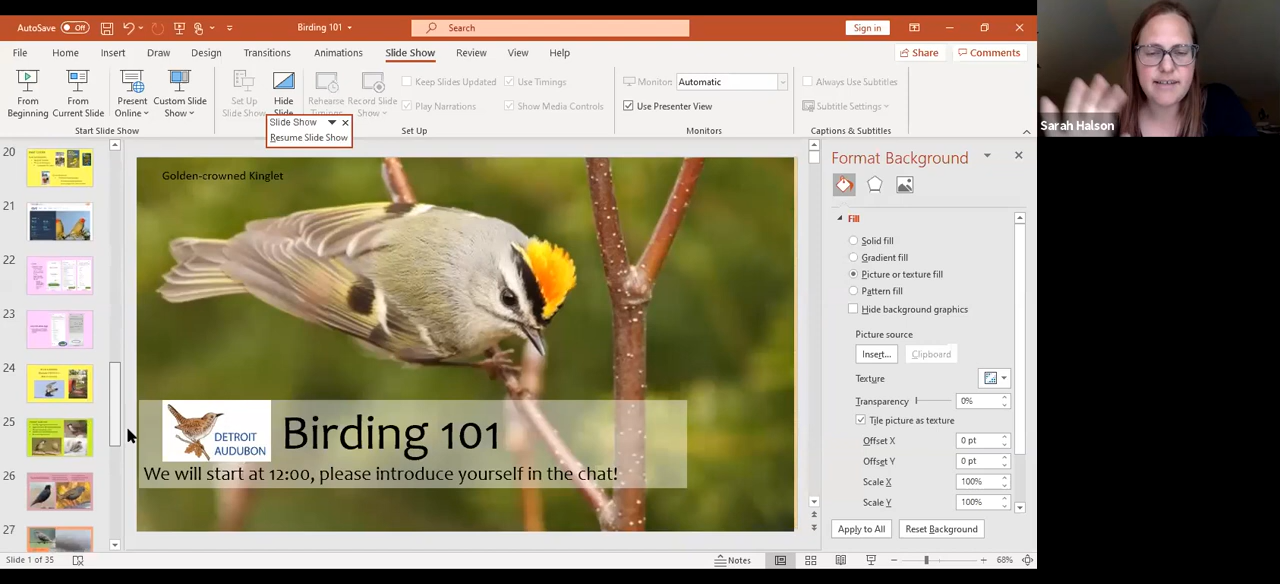 AutoSave Off Birding 101 Search Sign in
File Home Insert Draw Design Transitions Animations Slide Show Review View Help Share Comments
From Beginning
From Current Slide
Present Online
Custom Slide Show
Start Slide Show
Set Up Slide Show
Hide Slide
Rehearse Timings
Record Slide Show
Keep Slides Updated
Use Timings
Play Narrations
Show Media Controls
Set Up
Monitor: Automatic
Use Presenter View
Monitors
Always Use Subtitles
Subtitle Settings
Captions & Subtitles
Slide Show
Resume Slide Show
Sarah Halson
20
21
22
23
24
25
26
27
Golden-crowned Kinglet
DETROIT
AUDUBON
Birding 101
We will start at 12:00, please introduce yourself in the chat!
Format Background
Fill
Solid fill
Gradient fill
Picture or texture fill
Pattern fill
Hide background graphics
Picture source
Insert... Clipboard
Texture
Transparency 0%
Tile picture as texture
Offset X 0 pt
Offset Y 0 pt
Scale X 100%
Scale Y 100%
Apply to All Reset Background
Slide 1 of 35 Notes 68%